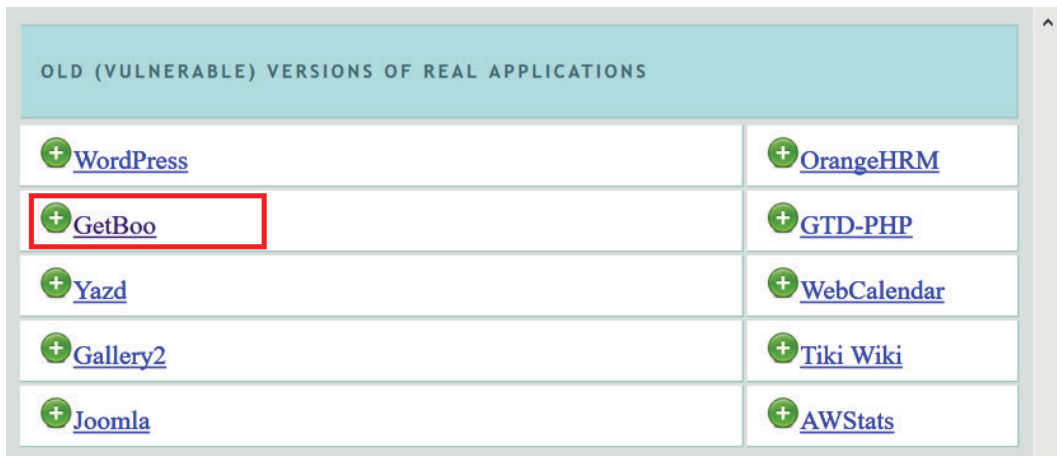 OLD (VULNERABLE) VERSIONS OF REAL APPLICATIONS
WordPress OrangeHRM
GetBoo GTD-PHP
Yazd WebCalendar
Gallery2 Tiki Wiki
Joomla AWStats